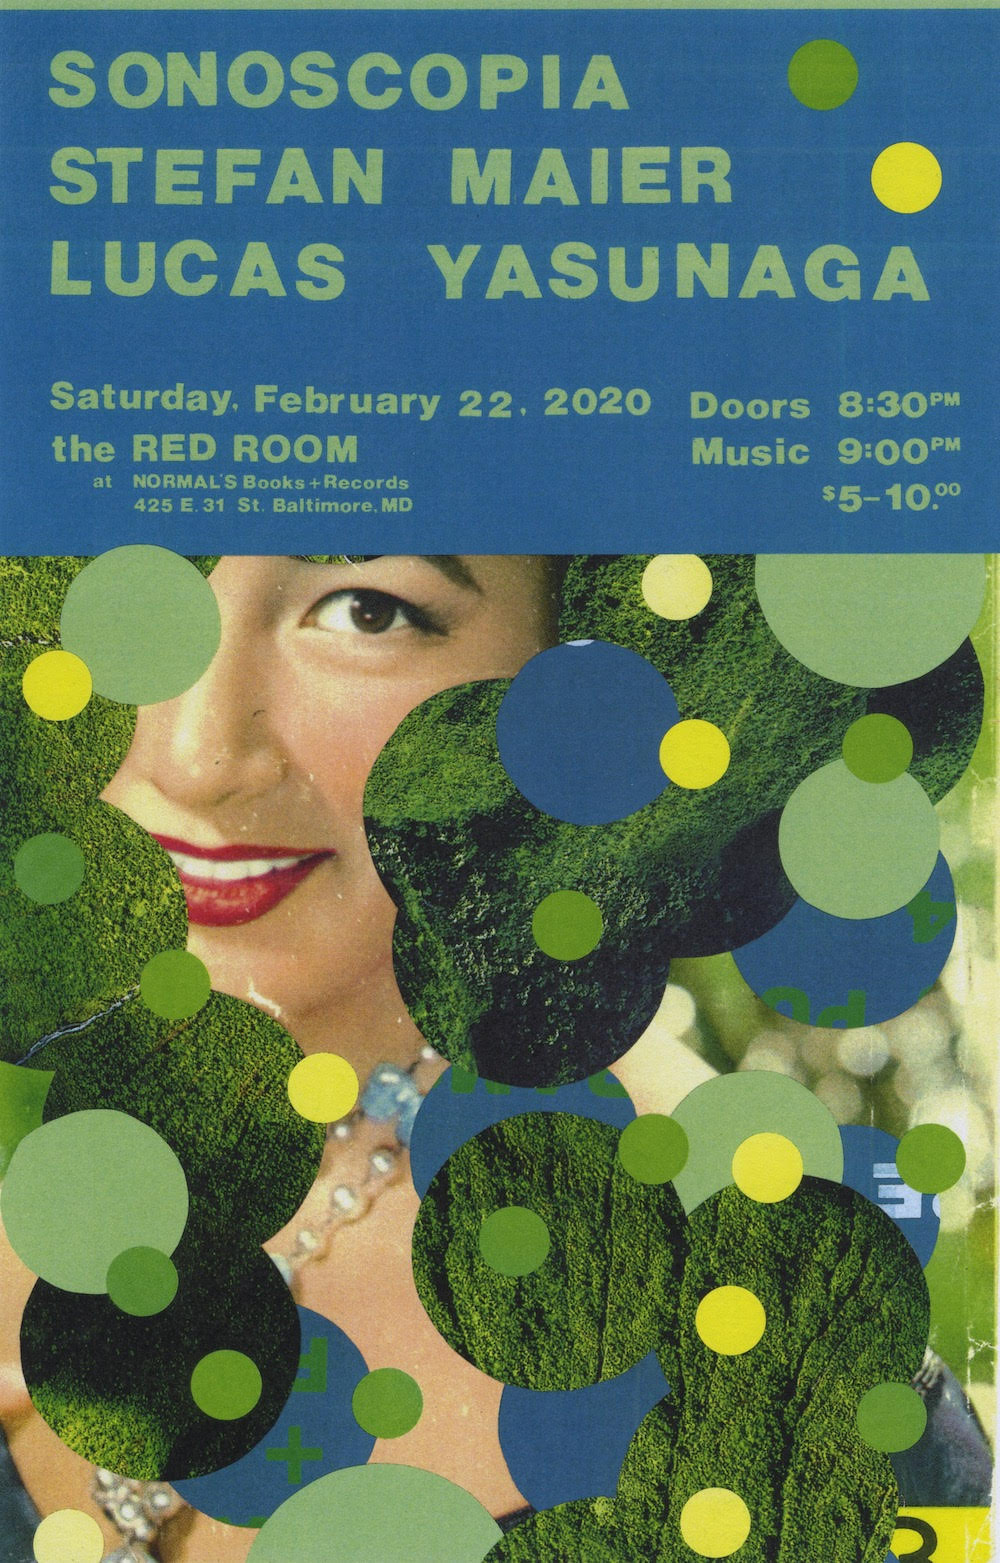 SONOSCOPIA
STEFAN MAIER
LUCAS YASUNAGA
Saturday, February 22, 2020
the RED ROOM
at NORMAL'S Books+Records
425 E. 31 St. Baltimore, MD
Doors 8:30PM
Music 9:00PM
$5–10.00